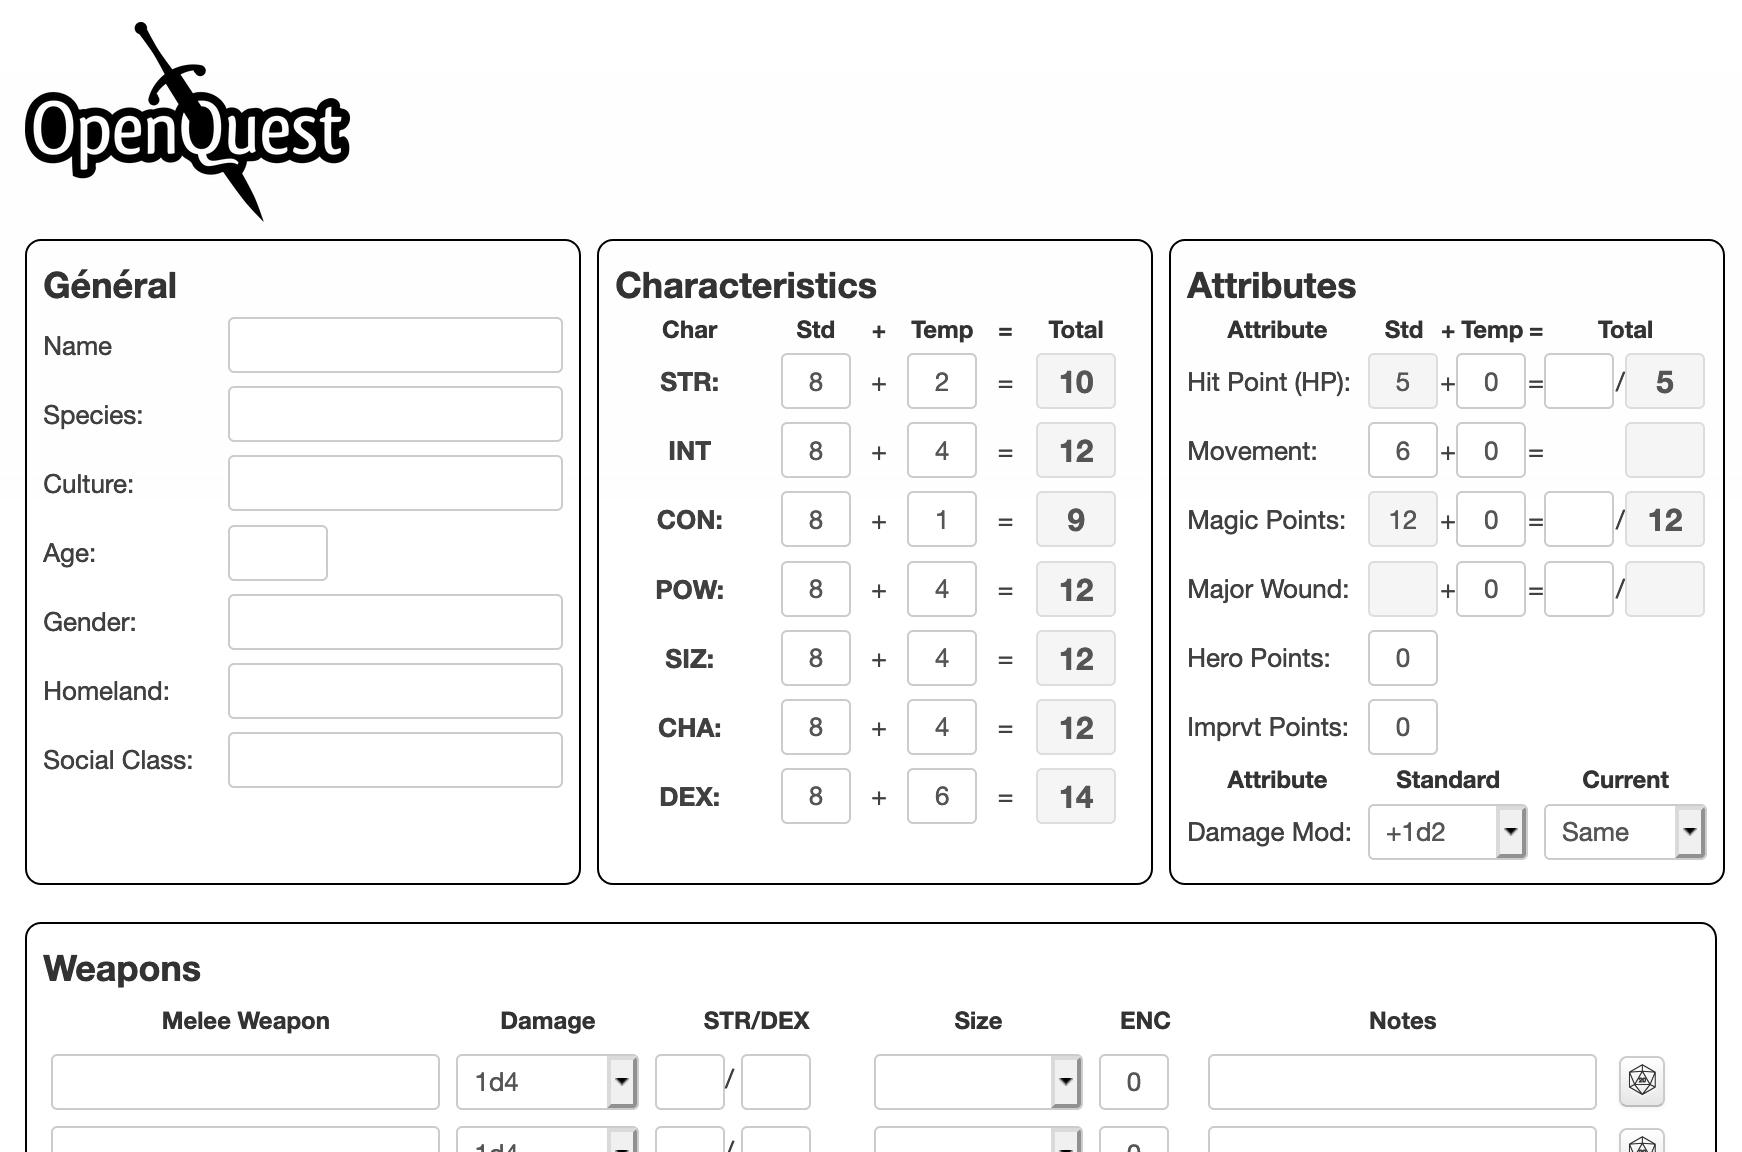 OpenQuest
Général
Name
Species:
Culture:
Age:
Gender:
Homeland:
Social Class:
Characteristics
Char Std + Temp = Total
STR: 8 + 2 = 10
INT 8 + 4 = 12
CON: 8 + 1 = 9
POW: 8 + 4 = 12
SIZ: 8 + 4 = 12
CHA: 8 + 4 = 12
DEX: 8 + 6 = 14
Attributes
Attribute Std + Temp = Total
Hit Point (HP): 5 + 0 = / 5
Movement: 6 + 0 =
Magic Points: 12 + 0 = / 12
Major Wound: + 0 = /
Hero Points: 0
Imprvt Points: 0
Attribute Standard Current
Damage Mod: +1d2 Same
Weapons
Melee Weapon Damage STR/DEX Size ENC Notes
1d4 / 0
1d4 / 0